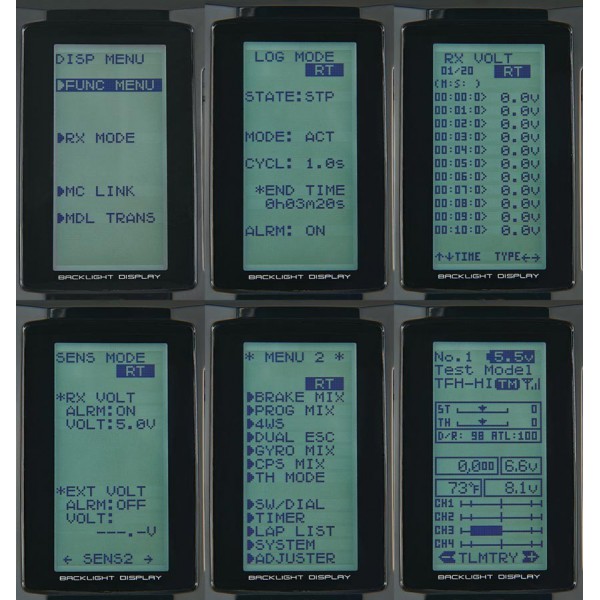 DISP MENU
FUNC MENU
RX MODE
MC LINK
MDL TRANS
BACKLIGHT DISPLAY
LOG MODE
RT
STATE:STP
MODE: ACT
CYCL: 1.0s
*END TIME
0h03m20s
ALRM: ON
BACKLIGHT DISPLAY
RX VOLT
01/20 RT
(M:S: )
00:00:0> 0.0V
00:01:0> 0.0V
00:02:0> 0.0V
00:03:0> 0.0V
00:04:0> 0.0V
00:05:0> 0.0V
00:06:0> 0.0V
00:07:0> 0.0V
00:08:0> 0.0V
00:09:0> 0.0V
00:10:0> 0.0V
↑↓TIME TYPE←→
BACKLIGHT DISPLAY
SENS MODE
RT
*RX VOLT
ALRM:ON
VOLT:5.0V
*EXT VOLT
ALRM:OFF
VOLT:
---.-V
← SENS2 →
BACKLIGHT DISPLAY
* MENU 2 *
RT
BRAKE MIX
PROG MIX
4WS
DUAL ESC
GYRO MIX
CPS MIX
TH MODE
SW/DIAL
TIMER
LAP LIST
SYSTEM
ADJUSTER
BACKLIGHT DISPLAY
No.1 5.5v
Test Model
TFH-HI TM
ST 0
TH 0
D/R: 98 ATL:100
0,000 6.6v
73°F 8.1v
CH1
CH2
CH3
CH4
TLMTRY
BACKLIGHT DISPLAY